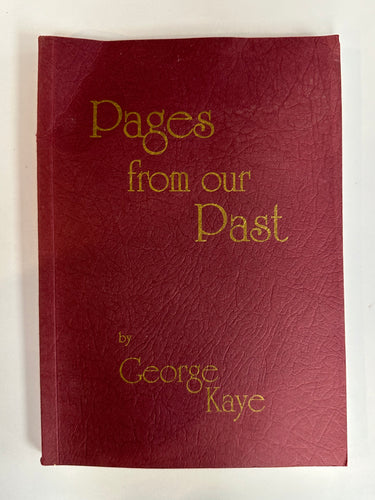 Pages
from our
Past
by
George
Kaye